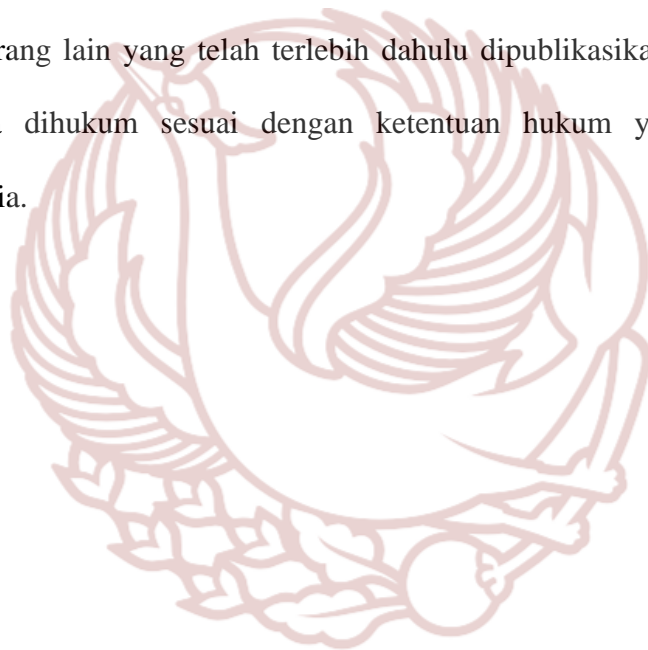 rang lain yang telah terlebih dahulu dipublikasika
dihukum sesuai dengan ketentuan hukum y
ia.